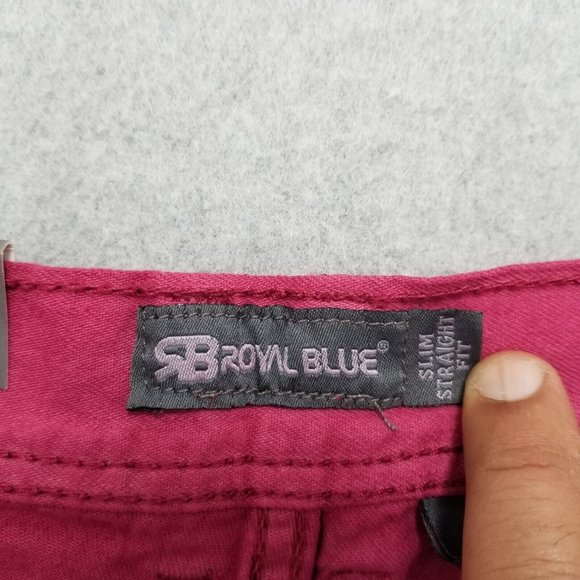 RB ROYAL BLUE®
SLIM
STRAIGHT
FIT